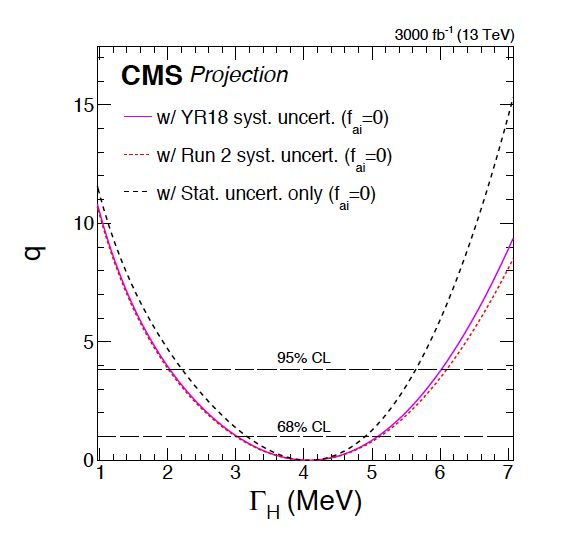 3000 fb⁻¹ (13 TeV)
CMS Projection
w/ YR18 syst. uncert. (f_ai=0)
w/ Run 2 syst. uncert. (f_ai=0)
w/ Stat. uncert. only (f_ai=0)
15
10
q
5
95% CL
68% CL
0
1 2 3 4 5 6 7
Γ_H (MeV)